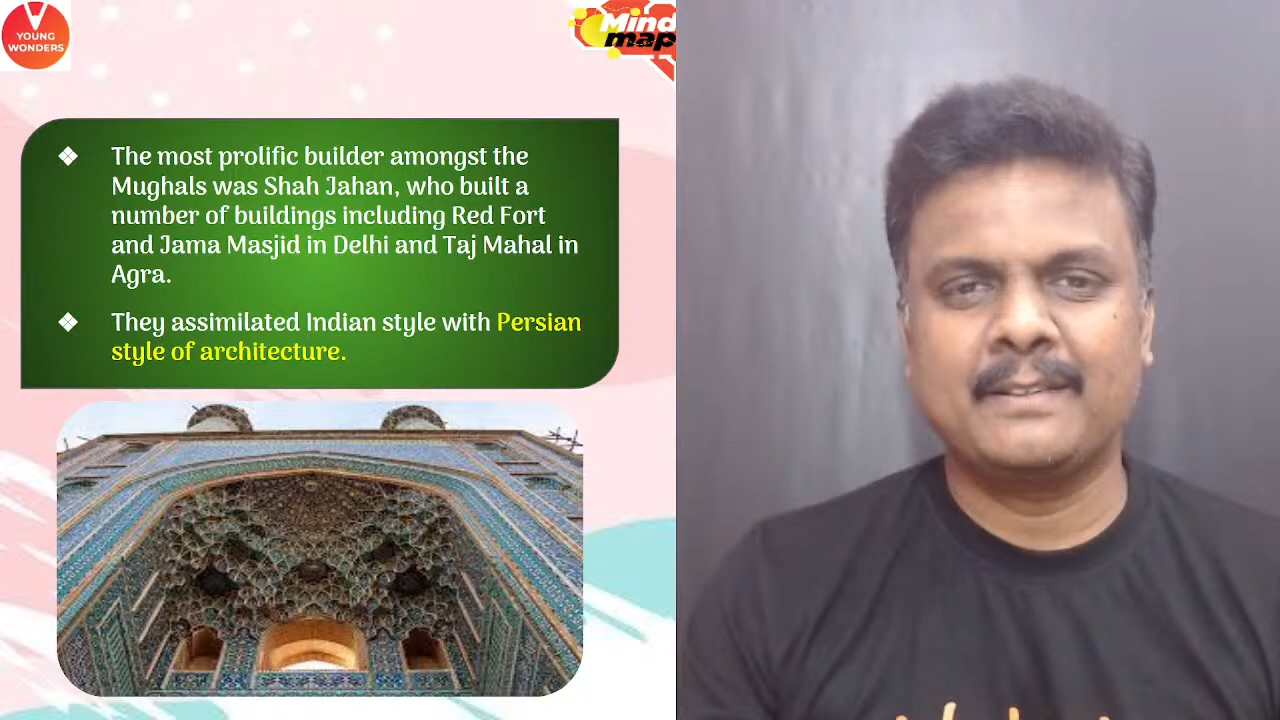 YOUNG
WONDERS
Mind
map
❖ The most prolific builder amongst the
Mughals was Shah Jahan, who built a
number of buildings including Red Fort
and Jama Masjid in Delhi and Taj Mahal in
Agra.
❖ They assimilated Indian style with Persian
style of architecture.